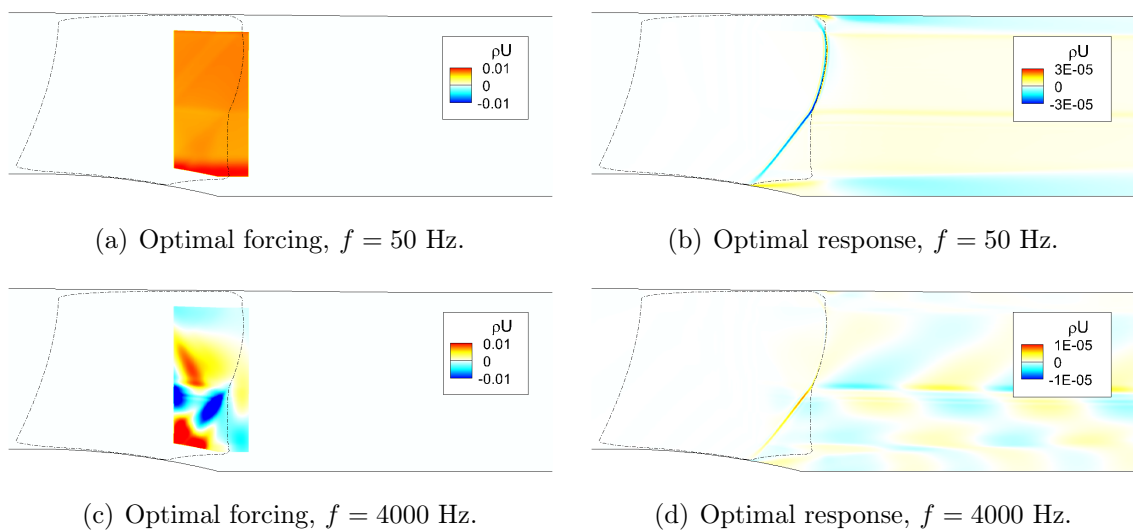 ρU
0.01
0
-0.01
ρU
3E-05
0
-3E-05
(a) Optimal forcing, f = 50 Hz.
(b) Optimal response, f = 50 Hz.
ρU
0.01
0
-0.01
ρU
1E-05
0
-1E-05
(c) Optimal forcing, f = 4000 Hz.
(d) Optimal response, f = 4000 Hz.